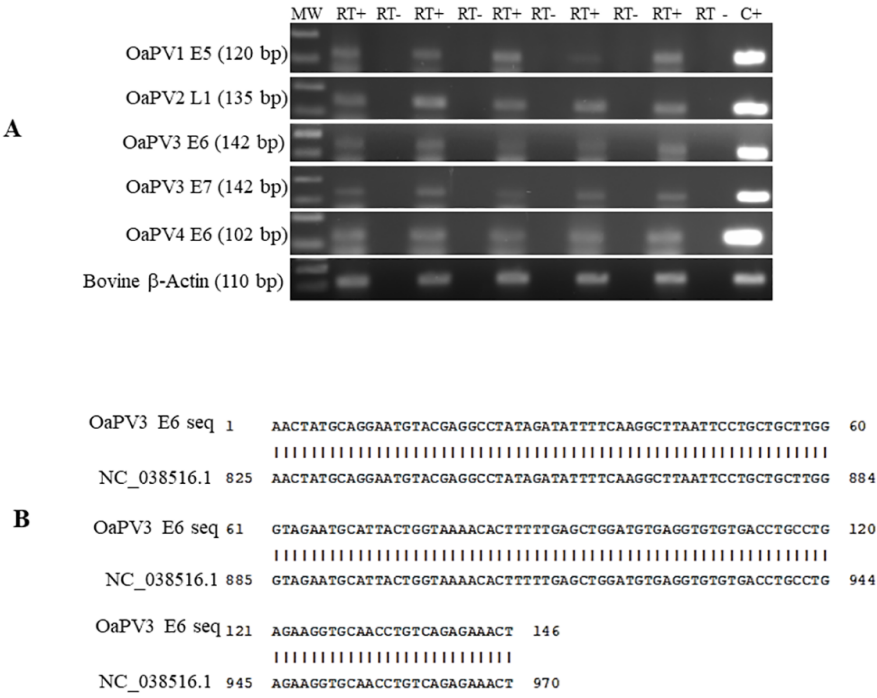 MW RT+ RT- RT+ RT- RT+ RT- RT+ RT- RT+ RT - C+
OaPV1 E5 (120 bp)
OaPV2 L1 (135 bp)
A
OaPV3 E6 (142 bp)
OaPV3 E7 (142 bp)
OaPV4 E6 (102 bp)
Bovine β-Actin (110 bp)
OaPV3 E6 seq 1 AACTATGCAGGAATGTACGAGGCCTATAGATATTTTCAAGGCTTAATTCCTGCTGCTTGG 60
||||||||||||||||||||||||||||||||||||||||||||||||||||||||||||
NC_038516.1 825 AACTATGCAGGAATGTACGAGGCCTATAGATATTTTCAAGGCTTAATTCCTGCTGCTTGG 884
B
OaPV3 E6 seq 61 GTAGAATGCATTACTGGTAAAACACTTTTTGAGCTGGATGTGAGGTGTGTGACCTGCCTG 120
||||||||||||||||||||||||||||||||||||||||||||||||||||||||||||
NC_038516.1 885 GTAGAATGCATTACTGGTAAAACACTTTTTGAGCTGGATGTGAGGTGTGTGACCTGCCTG 944
OaPV3 E6 seq 121 AGAAGGTGCAACCTGTCAGAGAAACT 146
||||||||||||||||||||||||||
NC_038516.1 945 AGAAGGTGCAACCTGTCAGAGAAACT 970